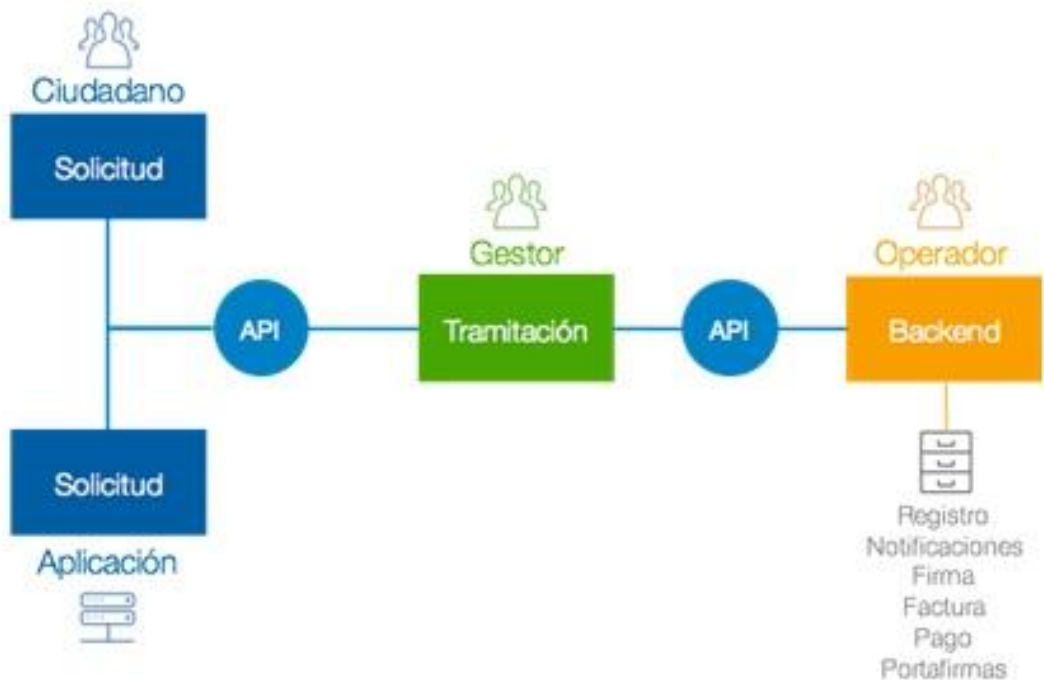 Ciudadano
Solicitud
API
Solicitud
Aplicación
Gestor
Tramitación
API
Operador
Backend
Registro
Notificaciones
Firma
Factura
Pago
Portafirmas